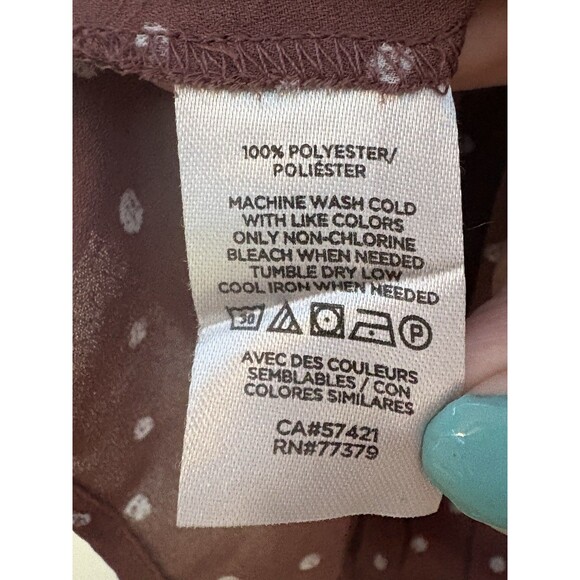 100% POLYESTER/
POLIÉSTER
MACHINE WASH COLD
WITH LIKE COLORS
ONLY NON-CHLORINE
BLEACH WHEN NEEDED
TUMBLE DRY LOW
COOL IRON WHEN NEEDED
30 P
AVEC DES COULEURS
SEMBLABLES / CON
COLORES SIMILARES
CA#57421
RN#77379